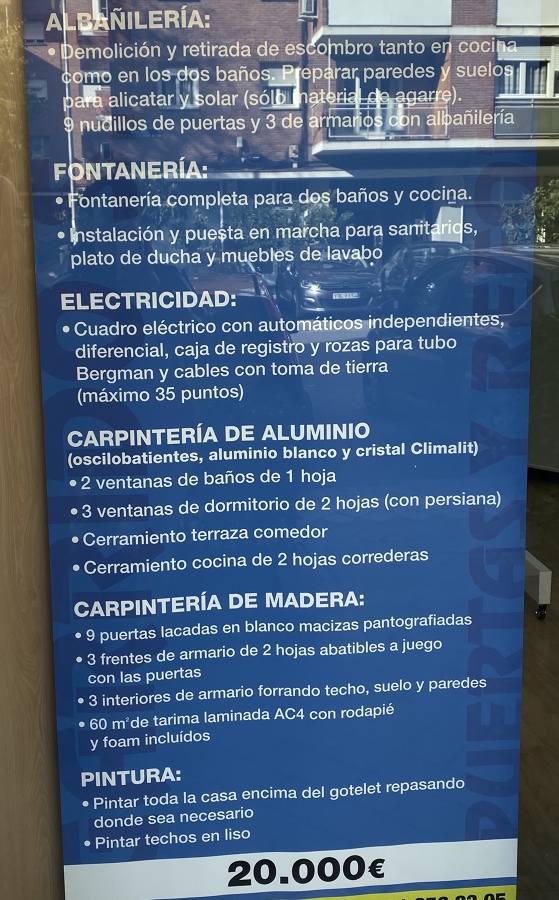 ALBAÑILERÍA:
• Demolición y retirada de escombro tanto en cocina
como en los dos baños. Preparar paredes y suelos
para alicatar y solar (sólo material de agarre).
9 nudillos de puertas y 3 de armarios con albañilería
FONTANERÍA:
• Fontanería completa para dos baños y cocina.
• Instalación y puesta en marcha para sanitarios,
plato de ducha y muebles de lavabo
ELECTRICIDAD:
• Cuadro eléctrico con automáticos independientes,
diferencial, caja de registro y rozas para tubo
Bergman y cables con toma de tierra
(máximo 35 puntos)
CARPINTERÍA DE ALUMINIO
(oscilobatientes, aluminio blanco y cristal Climalit)
• 2 ventanas de baños de 1 hoja
• 3 ventanas de dormitorio de 2 hojas (con persiana)
• Cerramiento terraza comedor
• Cerramiento cocina de 2 hojas correderas
CARPINTERÍA DE MADERA:
• 9 puertas lacadas en blanco macizas pantografiadas
• 3 frentes de armario de 2 hojas abatibles a juego
con las puertas
• 3 interiores de armario forrando techo, suelo y paredes
• 60 m² de tarima laminada AC4 con rodapié
y foam incluídos
PINTURA:
• Pintar toda la casa encima del gotelet repasando
donde sea necesario
• Pintar techos en liso
20.000€
PUERTAS Y